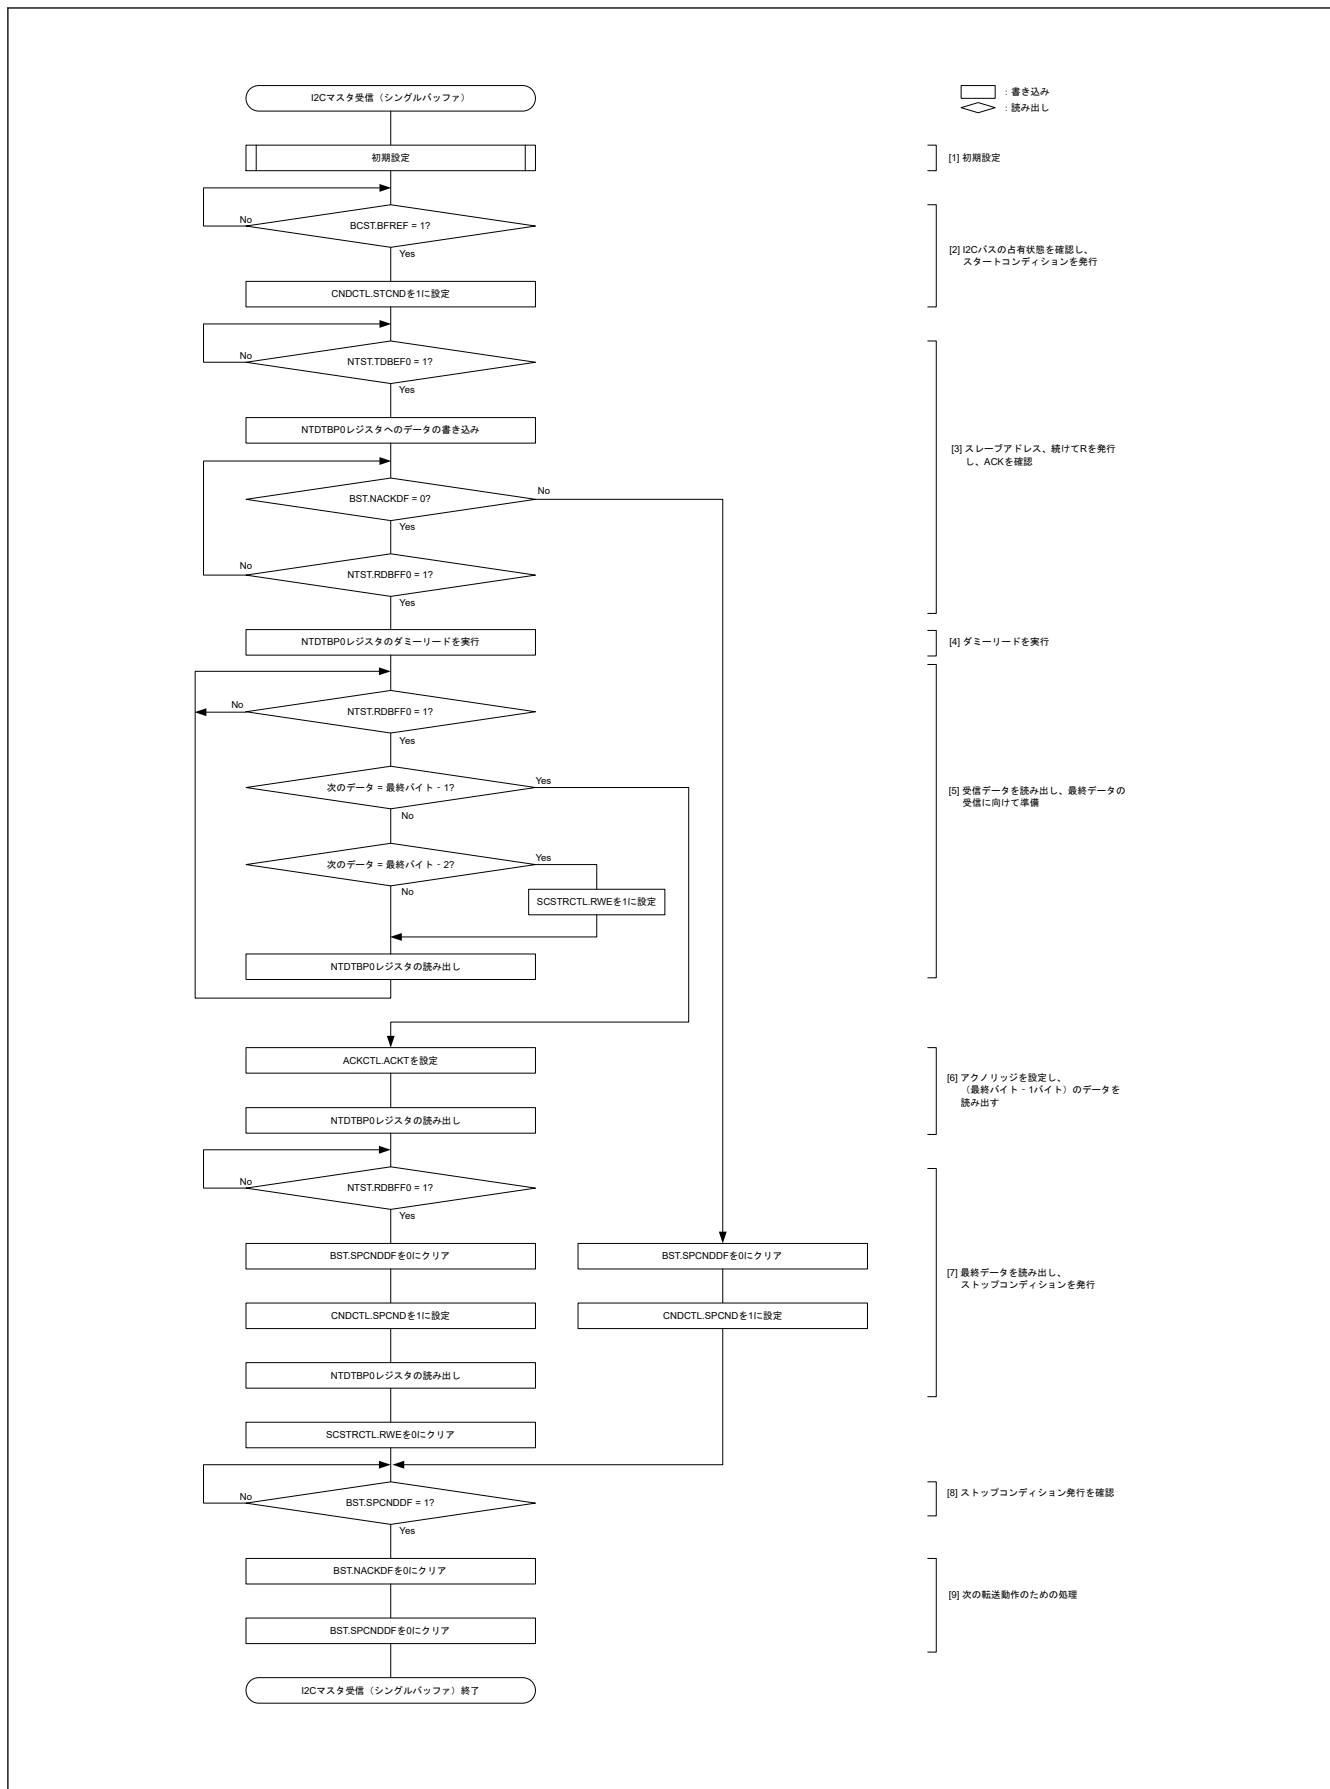 I2Cマスタ受信（シングルバッファ）
: 書き込み
: 読み出し
初期設定
[1] 初期設定
No
BCST.BFREF = 1?
Yes
[2] I2Cバスの占有状態を確認し、
スタートコンディションを発行
CNDCTL.STCNDを1に設定
No
NTST.TDBEF0 = 1?
Yes
NTDTBP0レジスタへのデータの書き込み
[3] スレーブアドレス、続けてRを発行
し、ACKを確認
BST.NACKDF = 0?
No
Yes
No
NTST.RDBFF0 = 1?
Yes
NTDTBP0レジスタのダミーリードを実行
[4] ダミーリードを実行
No
NTST.RDBFF0 = 1?
Yes
次のデータ = 最終バイト - 1?
Yes
No
[5] 受信データを読み出し、最終データの
受信に向けて準備
次のデータ = 最終バイト - 2?
Yes
No
SCSTRCTL.RWEを1に設定
NTDTBP0レジスタの読み出し
ACKCTL.ACKTを設定
[6] アクノリッジを設定し、
（最終バイト - 1バイト）のデータを
読み出す
NTDTBP0レジスタの読み出し
No
NTST.RDBFF0 = 1?
Yes
BST.SPCNDDFを0にクリア
BST.SPCNDDFを0にクリア
[7] 最終データを読み出し、
ストップコンディションを発行
CNDCTL.SPCNDを1に設定
CNDCTL.SPCNDを1に設定
NTDTBP0レジスタの読み出し
SCSTRCTL.RWEを0にクリア
No
BST.SPCNDDF = 1?
Yes
[8] ストップコンディション発行を確認
BST.NACKDFを0にクリア
[9] 次の転送動作のための処理
BST.SPCNDDFを0にクリア
I2Cマスタ受信（シングルバッファ）終了